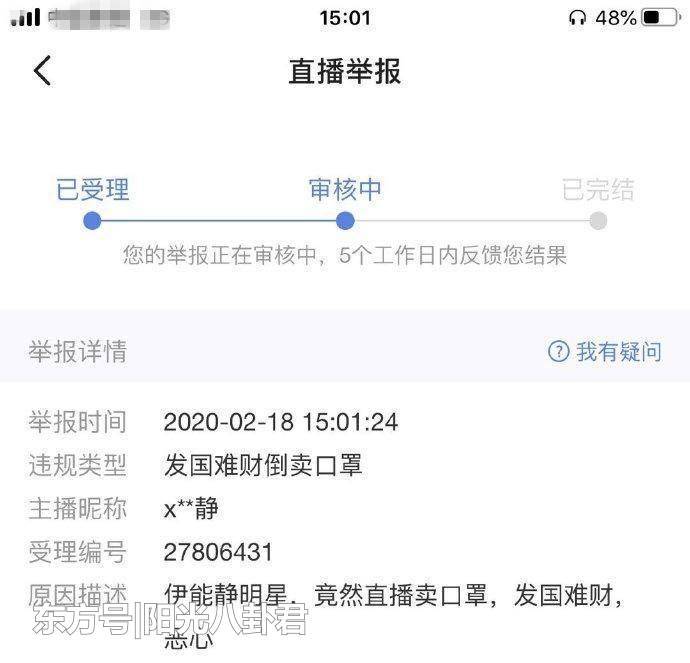 15:01
48%
直播举报
已受理 审核中 已完结
您的举报正在审核中，5个工作日内反馈您结果
举报详情 ? 我有疑问
举报时间 2020-02-18 15:01:24
违规类型 发国难财倒卖口罩
主播昵称 x**静
受理编号 27806431
原因描述 伊能静明星，竟然直播卖口罩，发国难财，
恶心
东方号|阳光八卦君